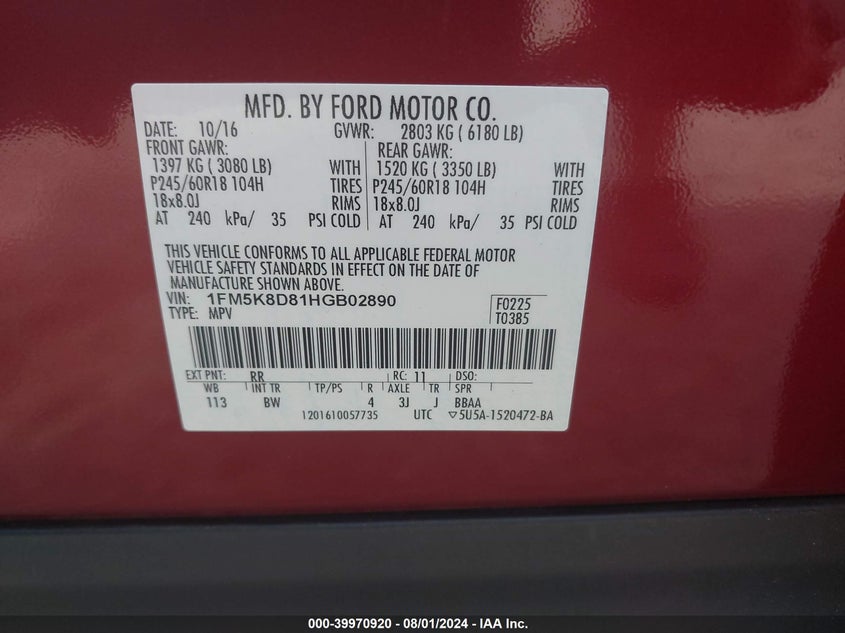 MFD. BY FORD MOTOR CO.
DATE: 10/16 GVWR: 2803 KG ( 6180 LB)
FRONT GAWR: REAR GAWR:
1397 KG ( 3080 LB) WITH 1520 KG ( 3350 LB) WITH
P245/60R18 104H TIRES P245/60R18 104H TIRES
18x8.0J RIMS 18x8.0J RIMS
AT 240 kPa/ 35 PSI COLD AT 240 kPa/ 35 PSI COLD
THIS VEHICLE CONFORMS TO ALL APPLICABLE FEDERAL MOTOR
VEHICLE SAFETY STANDARDS IN EFFECT ON THE DATE OF
MANUFACTURE SHOWN ABOVE.
VIN: 1FM5K8D81HGB02890 F0225
TYPE: MPV T0385
EXT PNT: RR RC: 11 DSO:
WB INT TR TP/PS R AXLE TR SPR
113 BW 4 3J J BBAA
1201610057735 UTC ▽5U5A-1520472-BA
000-39970920 - 08/01/2024 - IAA Inc.